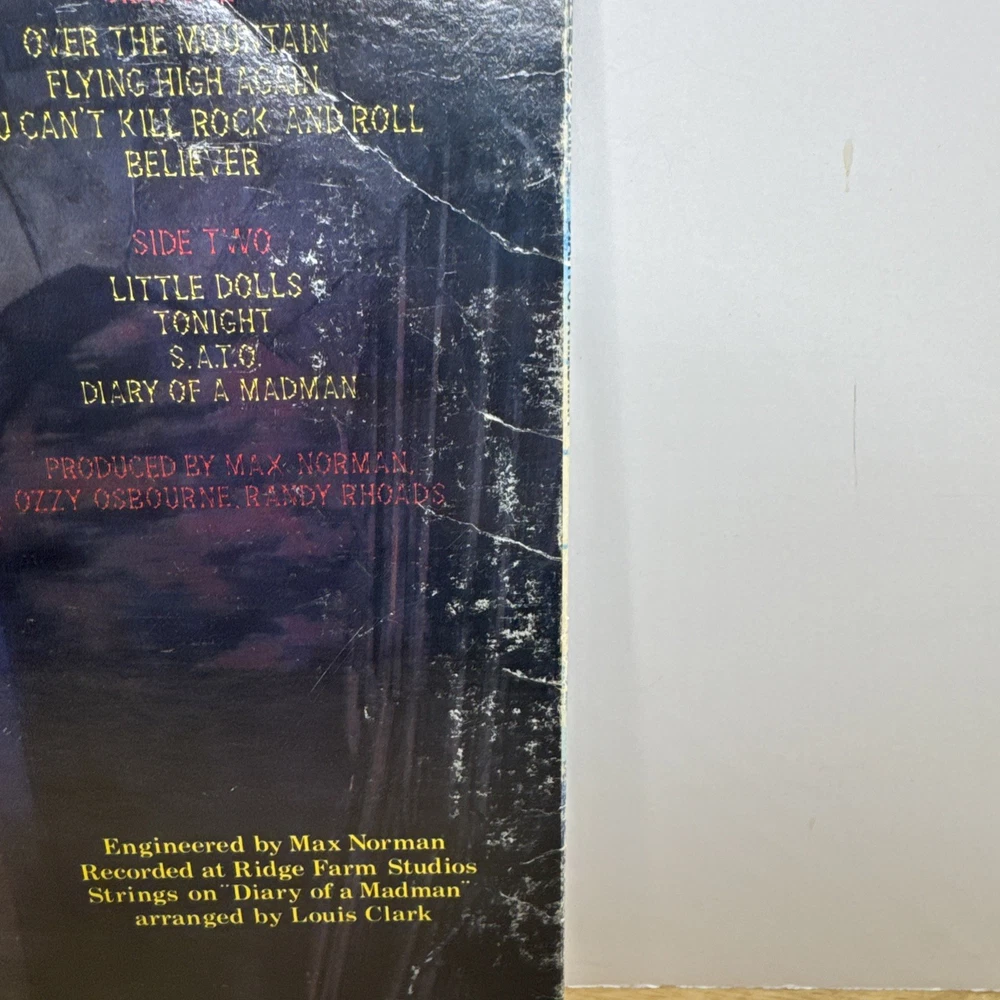 OVER THE MOUNTAIN
FLYING HIGH AGAIN
CAN'T KILL ROCK AND ROLL
BELIEVER
SIDE TWO
LITTLE DOLLS
TONIGHT
S.A.T.O.
DIARY OF A MADMAN
PRODUCED BY MAX NORMAN,
OZZY OSBOURNE, RANDY RHOADS.
Engineered by Max Norman
Recorded at Ridge Farm Studios
Strings on "Diary of a Madman"
arranged by Louis Clark